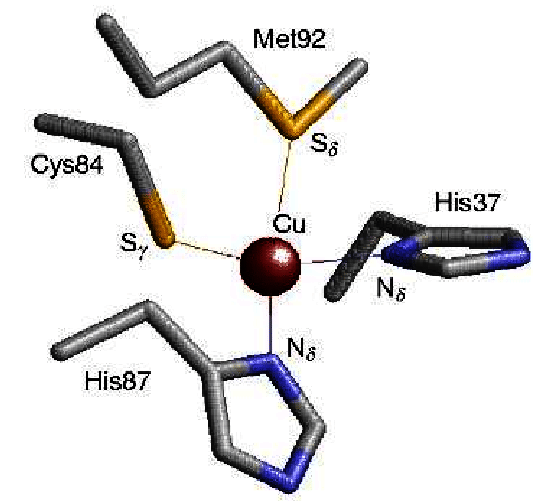 Met92
Sδ
Cys84
Sγ
Cu
His37
Nδ
His87
Nδ